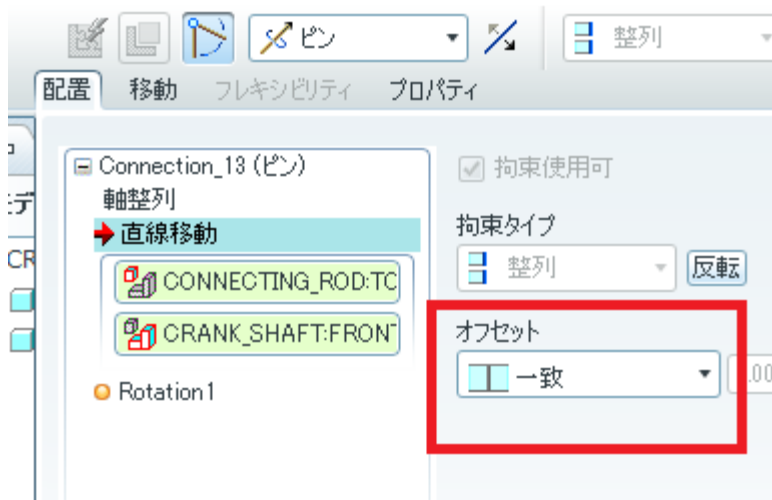 ピン 整列
配置 移動 フレキシビリティ プロパティ
Connection_13 (ピン)
軸整列
直線移動
CONNECTING_ROD:TO
CRANK_SHAFT:FRONT
Rotation1
拘束使用可
拘束タイプ
整列 反転
オフセット
一致